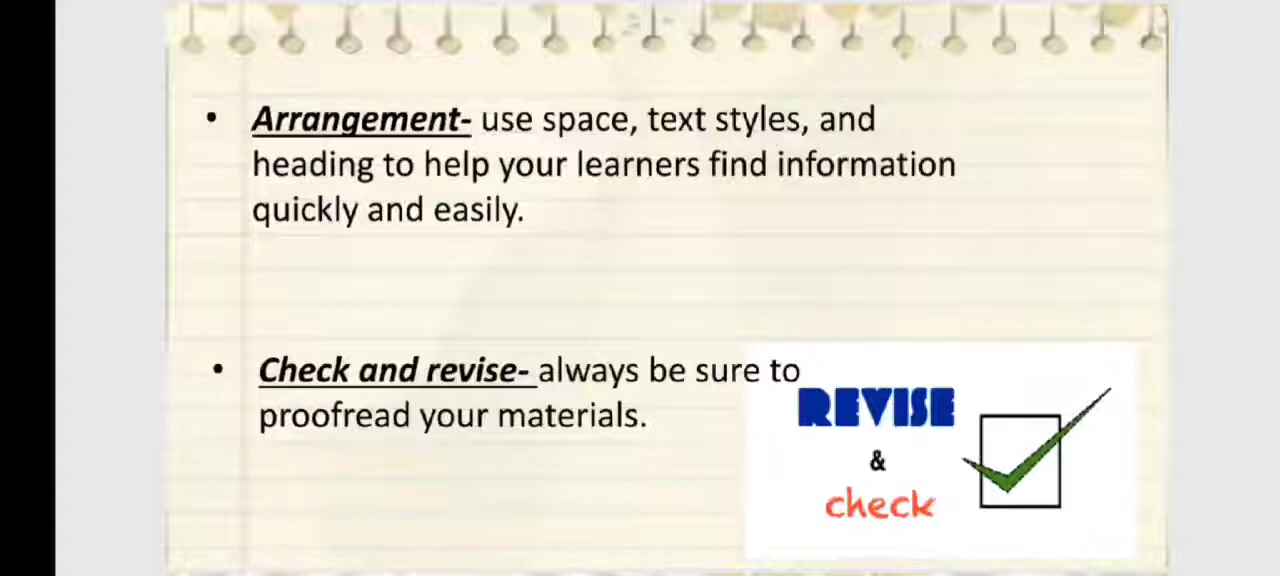 • Arrangement- use space, text styles, and
heading to help your learners find information
quickly and easily.
• Check and revise- always be sure to
proofread your materials.
REVISE
&
check